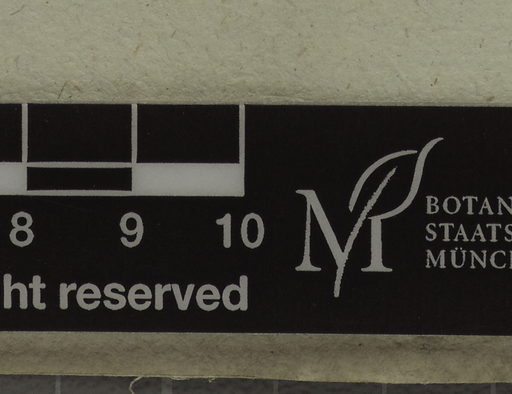 8 9 10
ht reserved
M
BOTAN
STAATS
MÜNC